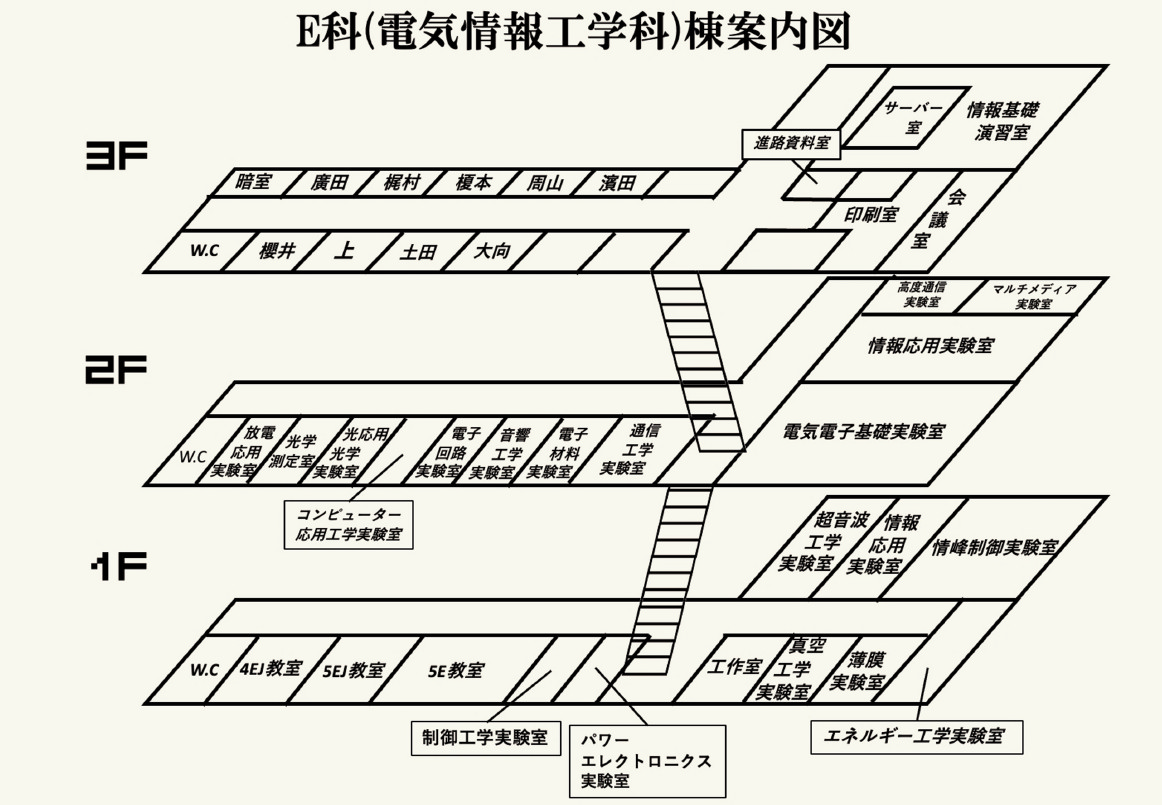 E科(電気情報工学科)棟案内図
3F
サーバー
室
情報基礎
演習室
進路資料室
暗室
廣田
梶村
榎本
周山
濱田
印刷室
会
議
室
W.C
櫻井
上
土田
大向
2F
高度通信
実験室
マルチメディア
実験室
情報応用実験室
電気電子基礎実験室
W.C
放電
応用
実験室
光学
測定室
光応用
光学
実験室
電子
回路
実験室
音響
工学
実験室
電子
材料
実験室
通信
工学
実験室
コンピューター
応用工学実験室
1F
超音波
工学
実験室
情報
応用
実験室
情峰制御実験室
W.C
4EJ教室
5EJ教室
5E教室
工作室
真空
工学
実験室
薄膜
実験室
制御工学実験室
パワー
エレクトロニクス
実験室
エネルギー工学実験室